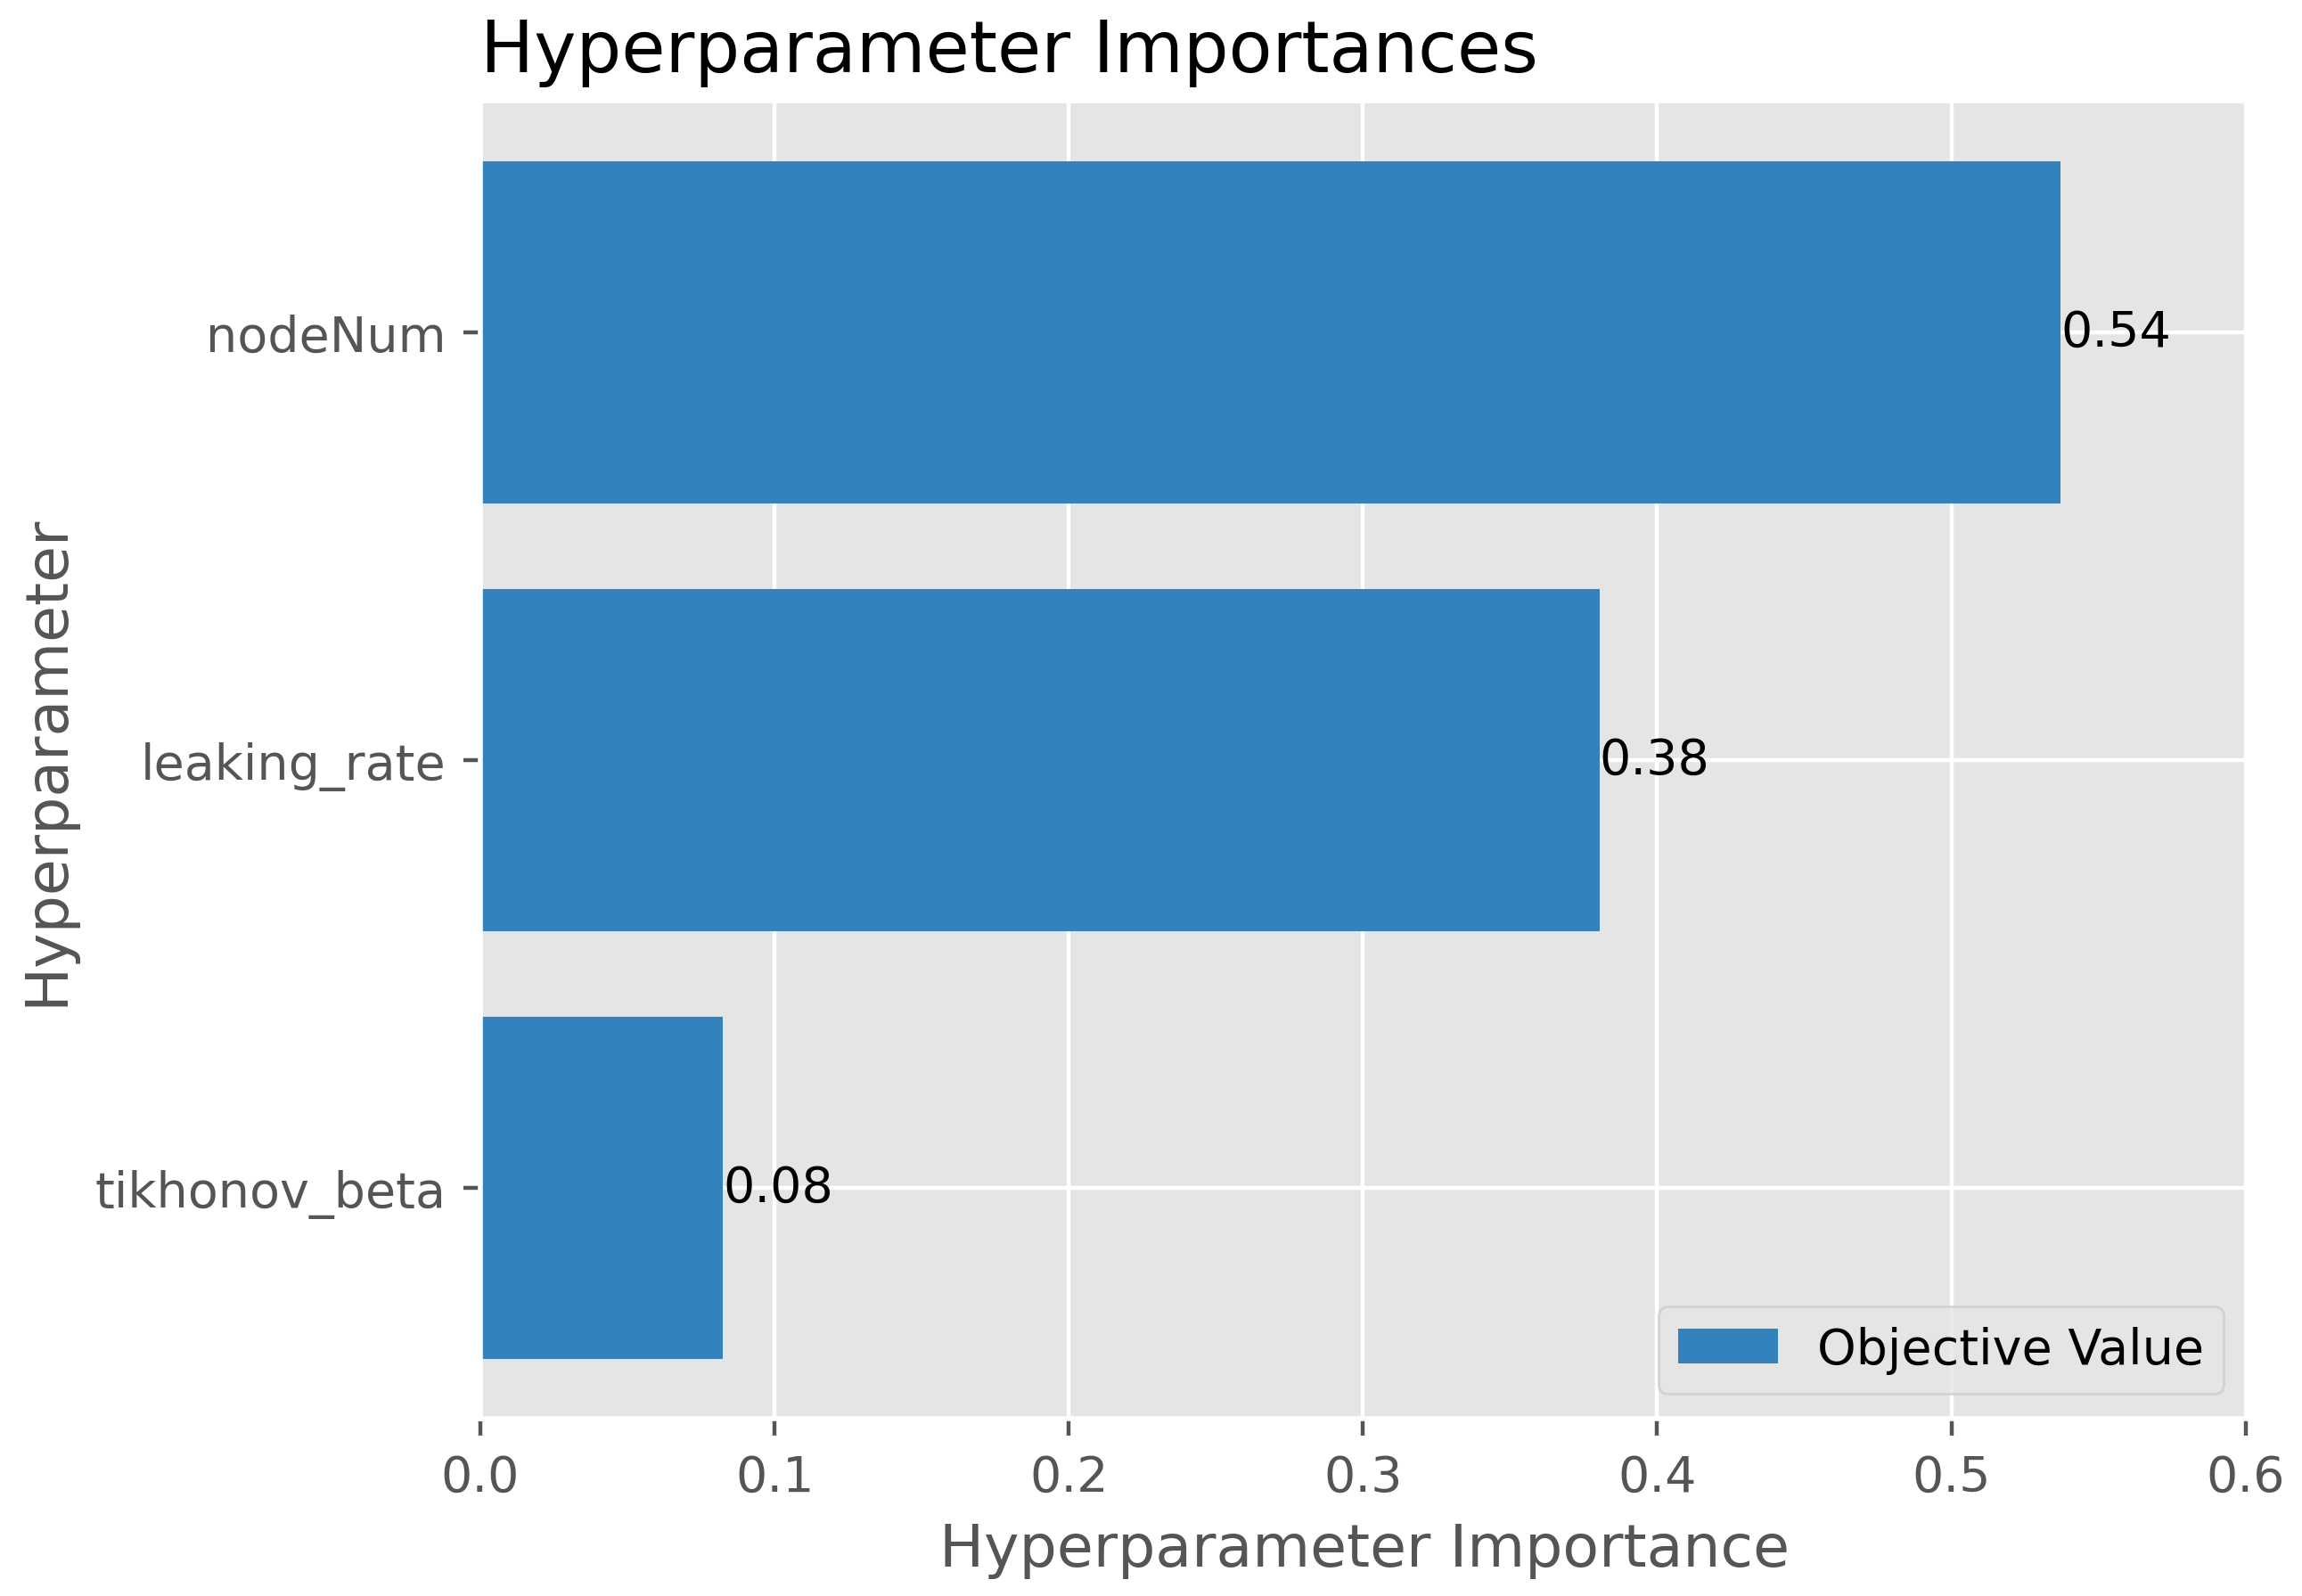 Hyperparameter Importances
Hyperparameter
nodeNum
0.54
leaking_rate
0.38
tikhonov_beta
0.08
Objective Value
0.0 0.1 0.2 0.3 0.4 0.5 0.6
Hyperparameter Importance